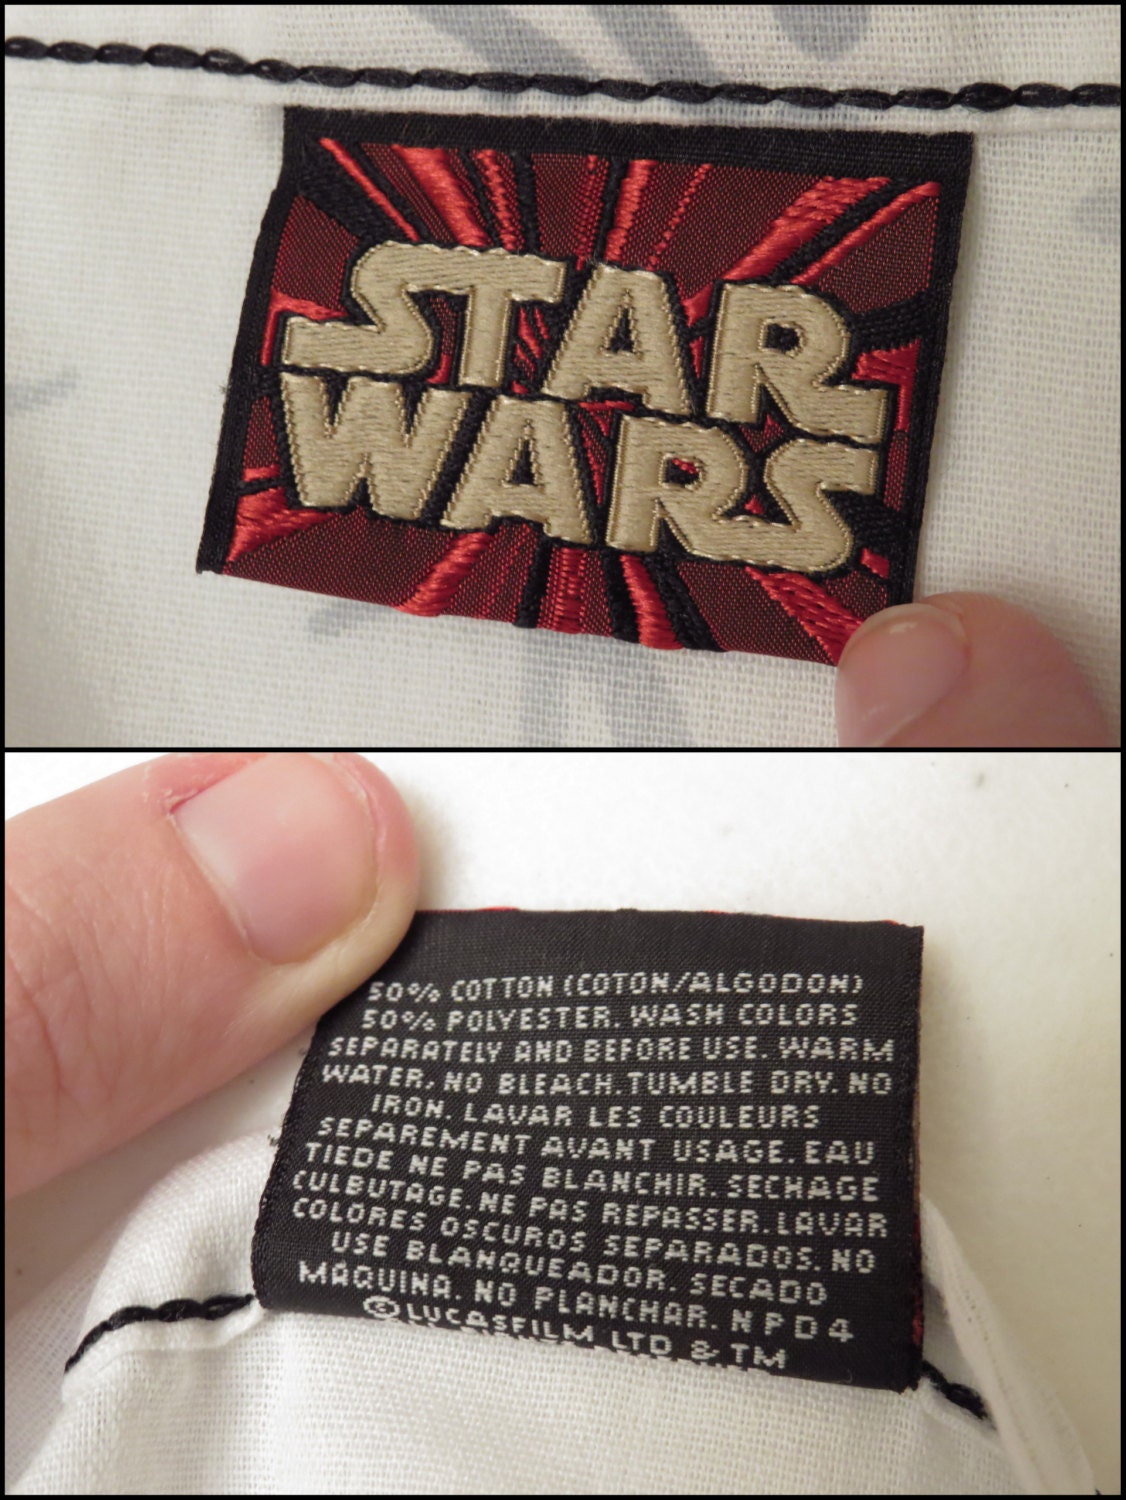 STAR
WARS
50% COTTON (COTON/ALGODON)
50% POLYESTER. WASH COLORS
SEPARATELY AND BEFORE USE. WARM
WATER, NO BLEACH. TUMBLE DRY. NO
IRON. LAVAR LES COULEURS
SEPAREMENT AVANT USAGE. EAU
TIEDE NE PAS BLANCHIR. SECHAGE
CULBUTAGE. NE PAS REPASSER. LAVAR
COLORES OSCUROS SEPARADOS. NO
USE BLANQUEADOR. SECADO
MAQUINA. NO PLANCHAR. NPD4
© LUCASFILM LTD & TM